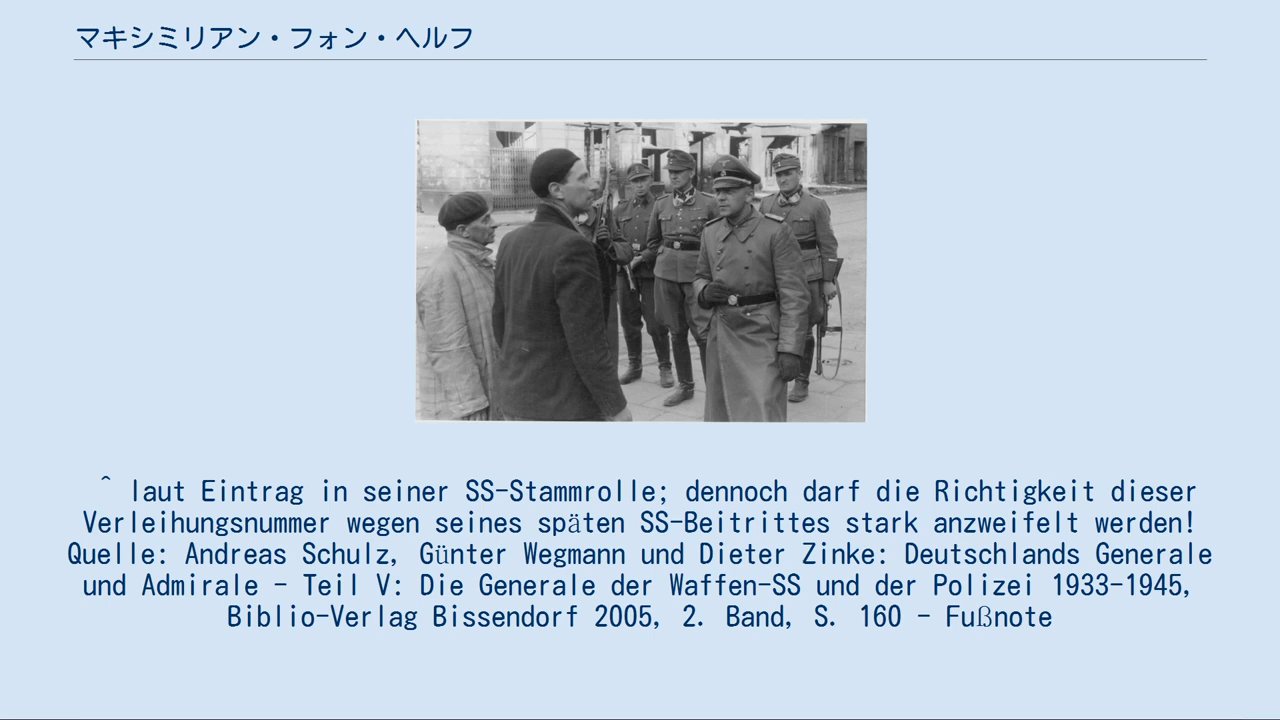 マキシミリアン・フォン・ヘルフ
^ laut Eintrag in seiner SS-Stammrolle; dennoch darf die Richtigkeit dieser
Verleihungsnummer wegen seines späten SS-Beitrittes stark anzweifelt werden!
Quelle: Andreas Schulz, Günter Wegmann und Dieter Zinke: Deutschlands Generale
und Admirale - Teil V: Die Generale der Waffen-SS und der Polizei 1933-1945,
Biblio-Verlag Bissendorf 2005, 2. Band, S. 160 - Fußnote